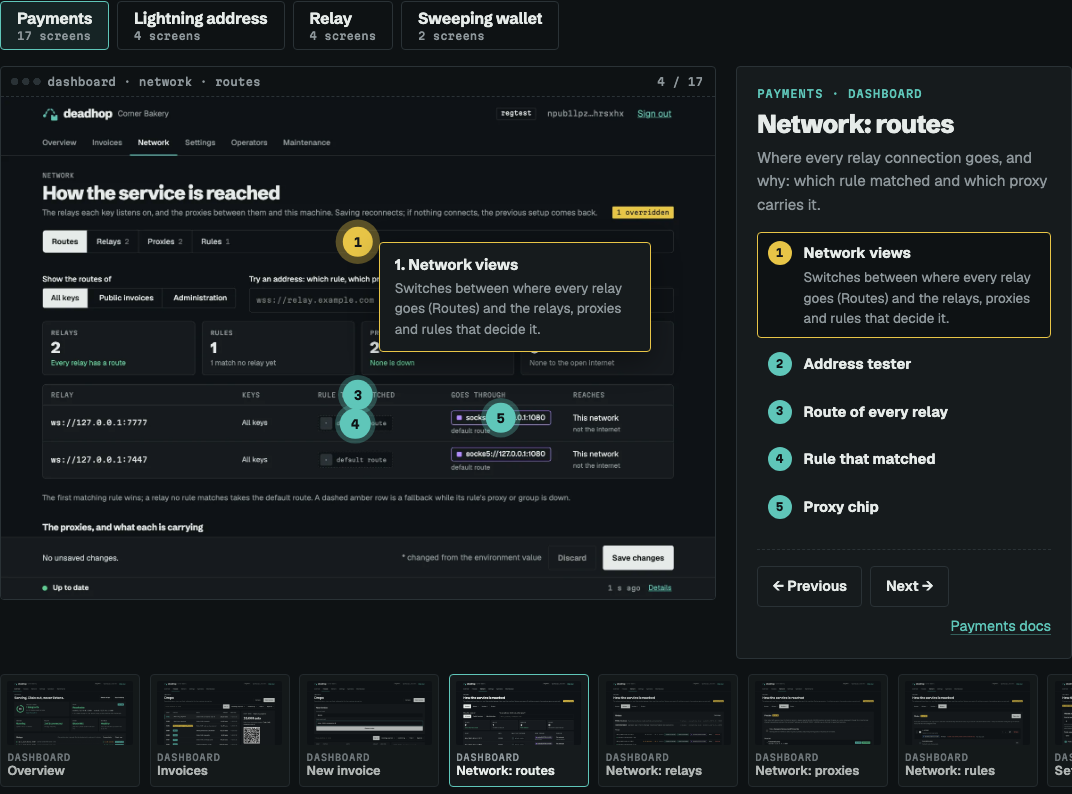 Payments
17 screens
Lightning address
4 screens
Relay
4 screens
Sweeping wallet
2 screens
dashboard · network · routes
4 / 17
deadhop Corner Bakery
regtest
npub1lpz…hrsxhx
Sign out
Overview
Invoices
Network
Settings
Operators
Maintenance
NETWORK
How the service is reached
The relays each key listens on, and the proxies between them and this machine. Saving reconnects; if nothing connects, the previous setup comes back.
1 overridden
Routes
Relays 2
Proxies 2
Rules 1
1
Show the routes of
All keys
Public invoices
Administration
Try an address: which rule, which
wss://relay.example.com
1. Network views
Switches between where every relay
goes (Routes) and the relays, proxies
and rules that decide it.
RELAYS
2
Every relay has a route
RULES
1
1 match no relay yet
2
None is down
None to the open internet
RELAY
KEYS
RULE
GOES THROUGH
REACHES
3
ws://127.0.0.1:7777
All keys
4
5
default route
This network
not the internet
ws://127.0.0.1:7447
All keys
· default route
socks5://127.0.0.1:1080
default route
This network
not the internet
The first matching rule wins; a relay no rule matches takes the default route. A dashed amber row is a fallback while its rule's proxy or group is down.
The proxies, and what each is carrying
No unsaved changes.
* changed from the environment value
Discard
Save changes
Up to date
1 s ago
Details
PAYMENTS · DASHBOARD
Network: routes
Where every relay connection goes, and
why: which rule matched and which proxy
carries it.
1 Network views
Switches between where every relay
goes (Routes) and the relays, proxies
and rules that decide it.
2 Address tester
3 Route of every relay
4 Rule that matched
5 Proxy chip
← Previous
Next →
Payments docs
DASHBOARD
Overview
DASHBOARD
Invoices
DASHBOARD
New invoice
DASHBOARD
Network: routes
DASHBOARD
Network: relays
DASHBOARD
Network: proxies
DASHBOARD
Network: rules